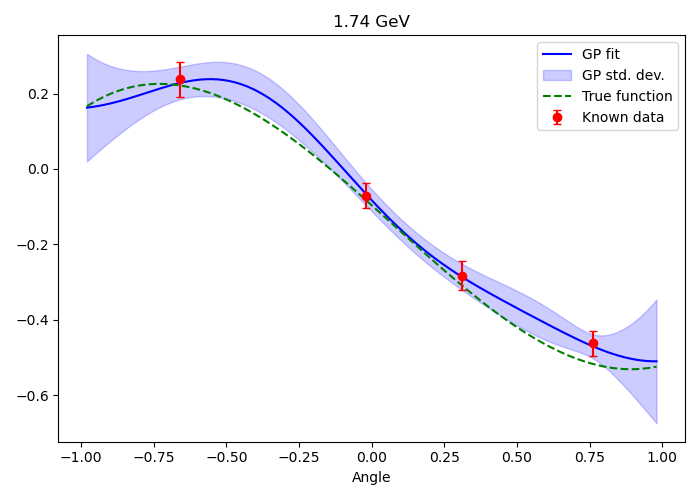 1.74 GeV
GP fit
GP std. dev.
True function
Known data
0.2
0.0
−0.2
−0.4
−0.6
−1.00 −0.75 −0.50 −0.25 0.00 0.25 0.50 0.75 1.00
Angle